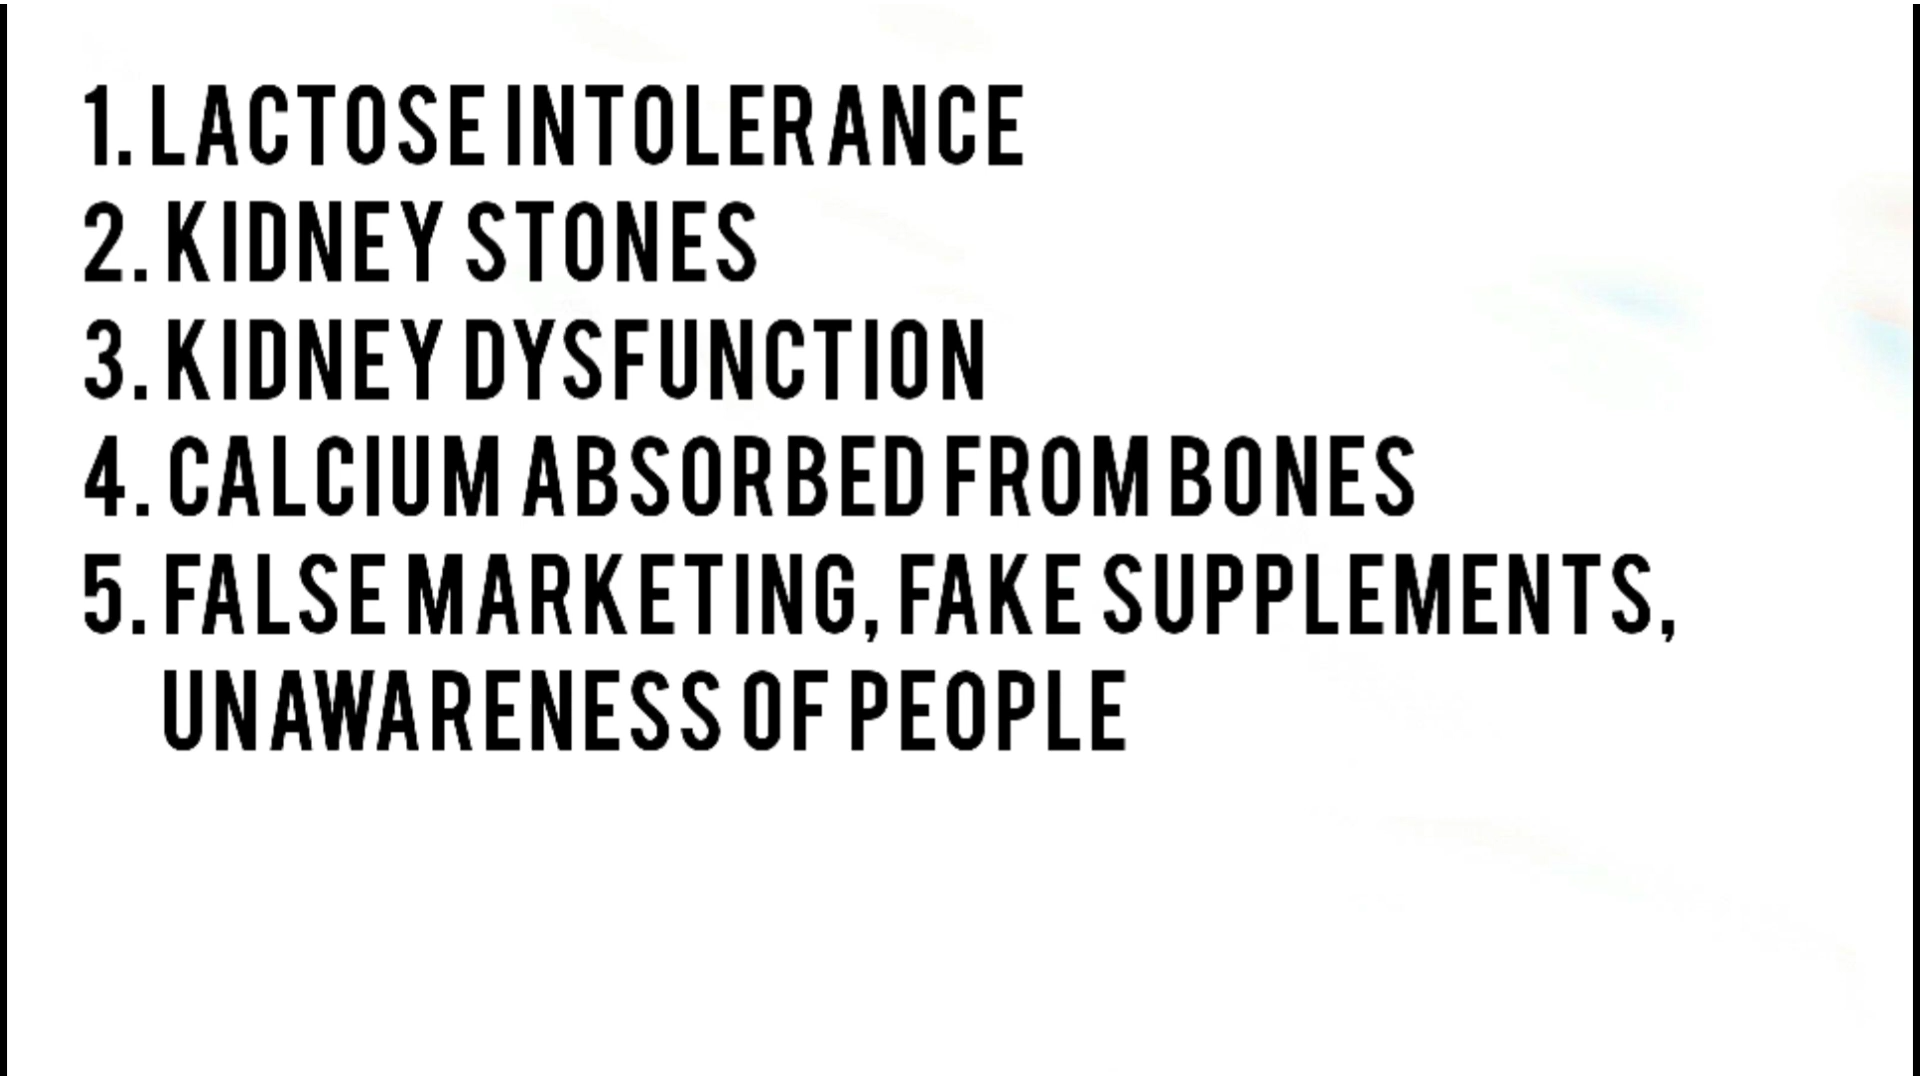 1. LACTOSE INTOLERANCE
2. KIDNEY STONES
3. KIDNEY DYSFUNCTION
4. CALCIUM ABSORBED FROM BONES
5. FALSE MARKETING, FAKE SUPPLEMENTS,
UNAWARENESS OF PEOPLE